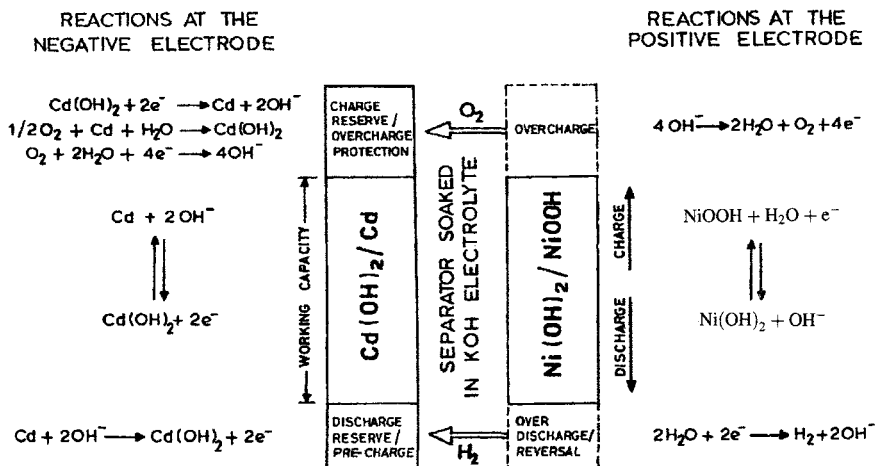 REACTIONS AT THE
NEGATIVE ELECTRODE
REACTIONS AT THE
POSITIVE ELECTRODE
Cd(OH)₂ + 2e⁻ → Cd + 2OH⁻
1/2 O₂ + Cd + H₂O → Cd(OH)₂
O₂ + 2H₂O + 4e⁻ → 4OH⁻
CHARGE
RESERVE/
OVERCHARGE
PROTECTION
O₂
OVERCHARGE
4 OH⁻ → 2H₂O + O₂ + 4e⁻
Cd + 2OH⁻
Cd(OH)₂ + 2e⁻
WORKING CAPACITY
Cd(OH)₂/Cd
SEPARATOR SOAKED
IN KOH ELECTROLYTE
Ni(OH)₂/NiOOH
CHARGE
DISCHARGE
NiOOH + H₂O + e⁻
Ni(OH)₂ + OH⁻
Cd + 2OH⁻ → Cd(OH)₂ + 2e⁻
DISCHARGE
RESERVE/
PRE-CHARGE
H₂
OVER
DISCHARGE/
REVERSAL
2H₂O + 2e⁻ → H₂ + 2OH⁻